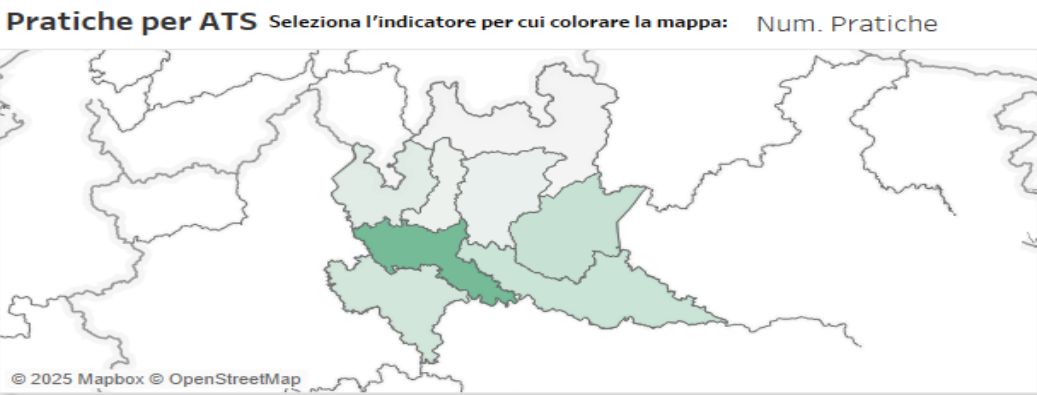 Pratiche per ATS Seleziona l'indicatore per cui colorare la mappa: Num. Pratiche
© 2025 Mapbox © OpenStreetMap